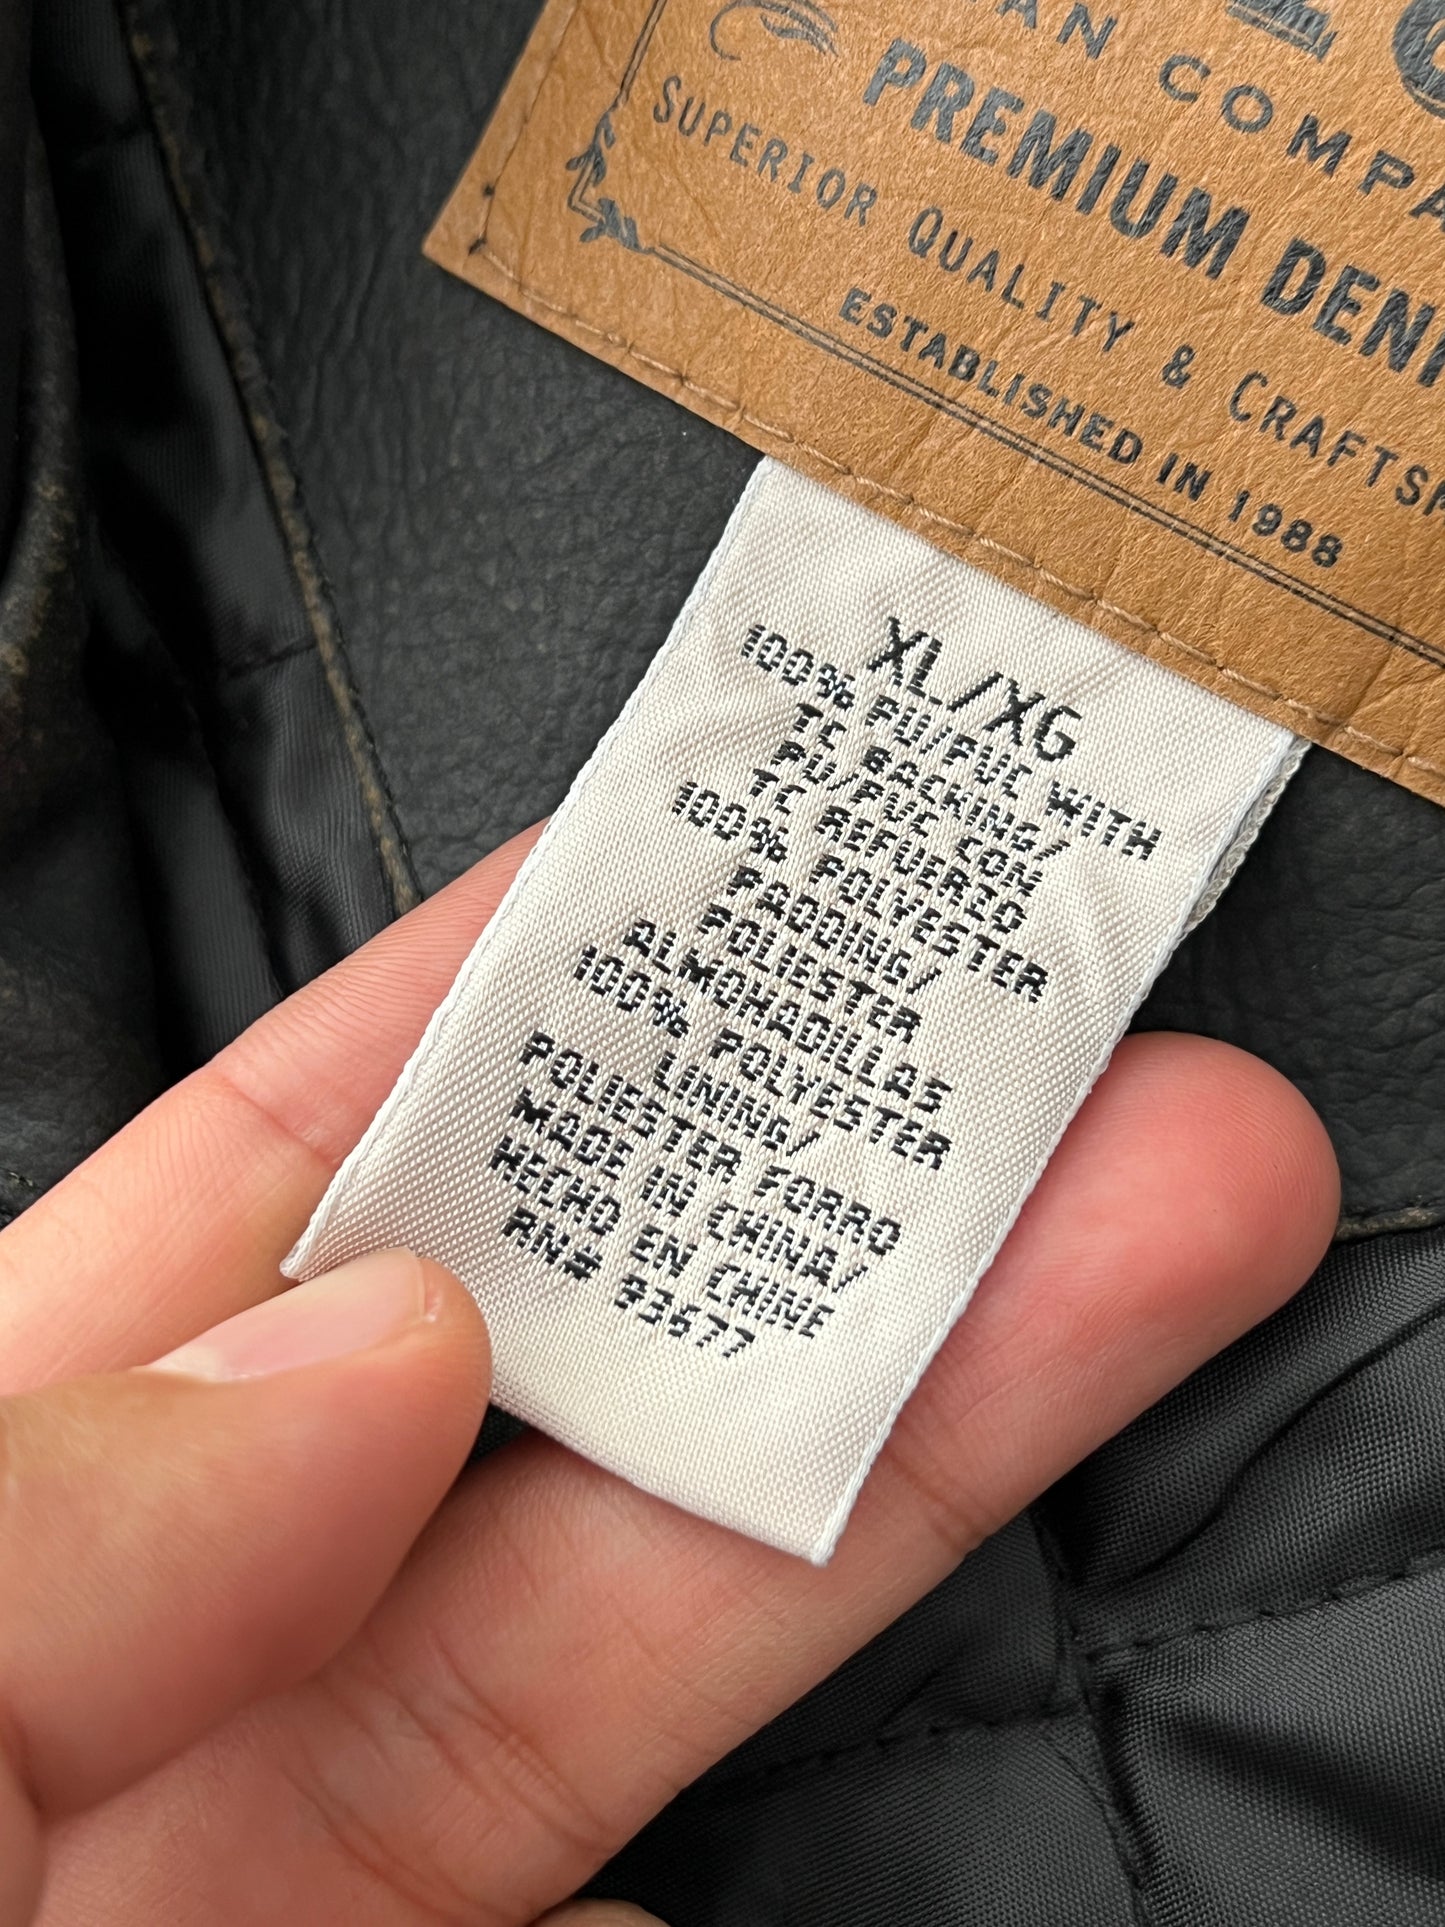 AN COMPA
PREMIUM DENI
SUPERIOR QUALITY & CRAFTS
ESTABLISHED IN 1988
XL/XG
100% PU/PVC WITH
TC BACKING/
PU/PVC CON
TC REFUERZO
100% POLYESTER
PADDING/
POLIESTER
ALMOHADILLAS
100% POLYESTER
LINING/
POLIESTER FORRO
MADE IN CHINA/
HECHO EN CHINE
RN# 93677